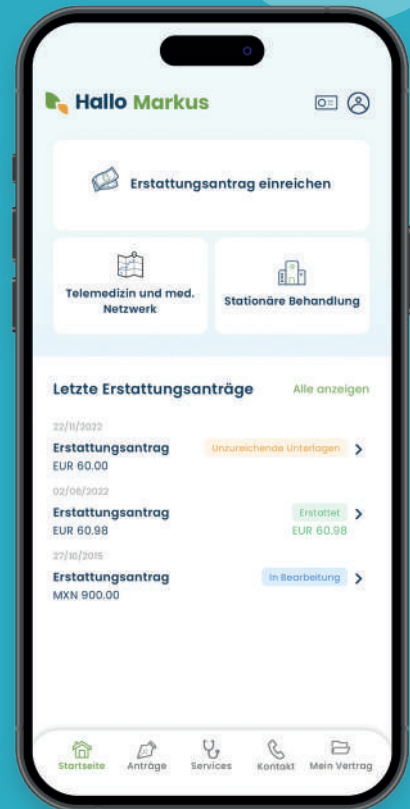 Hallo Markus
Erstattungsantrag einreichen
Telemedizin und med.
Netzwerk
Stationäre Behandlung
Letzte Erstattungsanträge Alle anzeigen
22/11/2022
Erstattungsantrag Unzureichende Unterlagen
EUR 60.00
02/06/2022
Erstattungsantrag Erstattet
EUR 60.98 EUR 60.98
27/10/2015
Erstattungsantrag In Bearbeitung
MXN 900.00
Startseite Anträge Services Kontakt Mein Vertrag